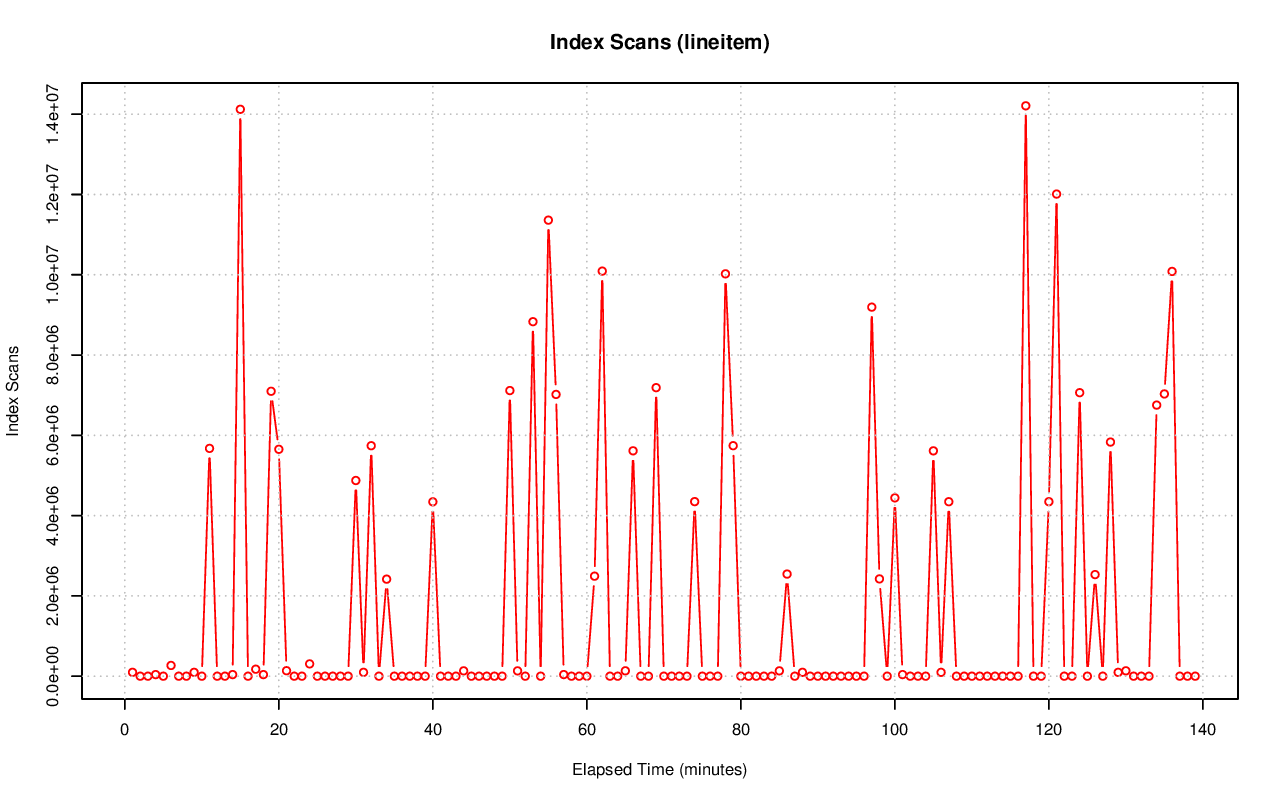 Index Scans (lineitem)
Index Scans
1.4e+07
1.2e+07
1.0e+07
8.0e+06
6.0e+06
4.0e+06
2.0e+06
0.0e+00
0 20 40 60 80 100 120 140
Elapsed Time (minutes)